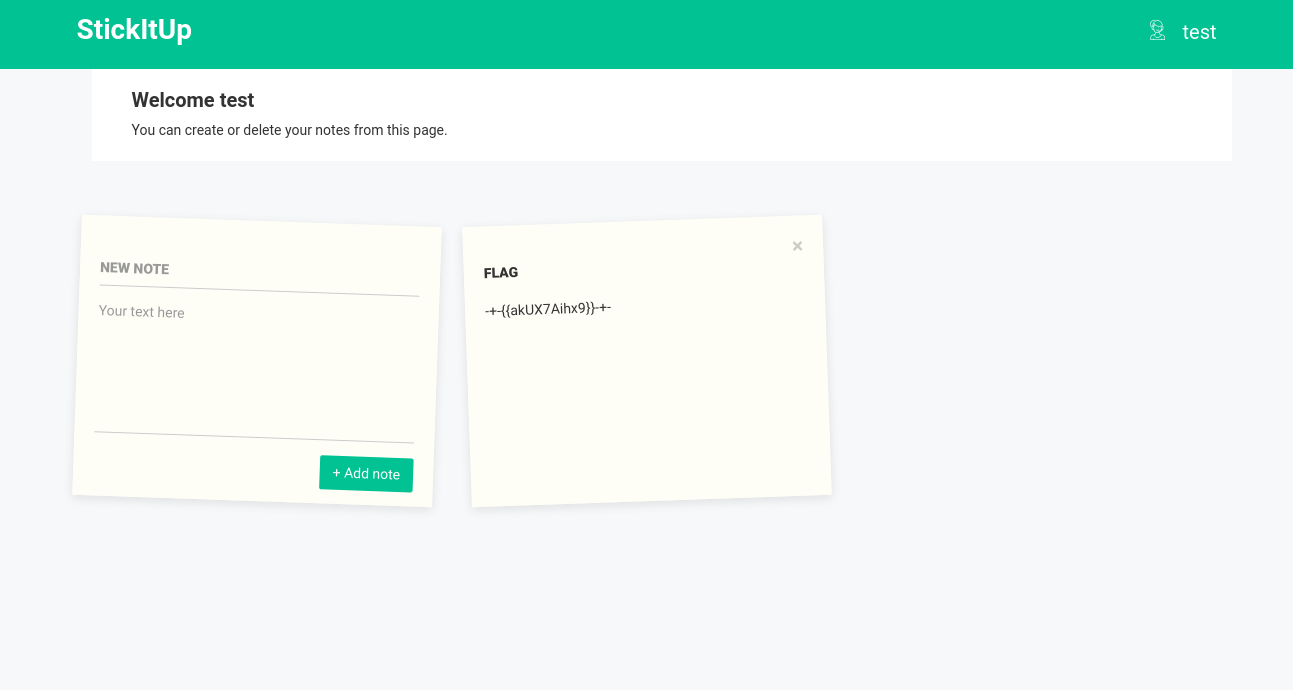 StickItUp
test
Welcome test
You can create or delete your notes from this page.
NEW NOTE
Your text here
+ Add note
×
FLAG
-+-{{akUX7Aihx9}}-+-